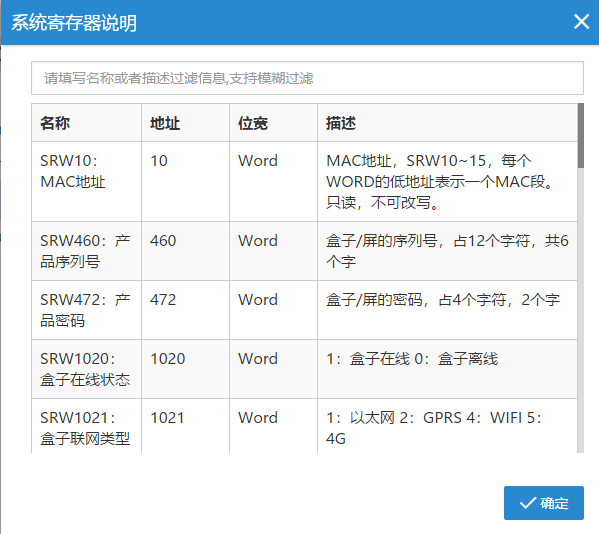 系统寄存器说明
请填写名称或者描述过滤信息,支持模糊过滤
名称 地址 位宽 描述
SRW10：
MAC地址
10
Word
MAC地址，SRW10~15，每个
WORD的低地址表示一个MAC段。
只读，不可改写。
SRW460：产
品序列号
460
Word
盒子/屏的序列号，占12个字符，共6
个字
SRW472：产
品密码
472
Word
盒子/屏的密码，占4个字符，2个字
SRW1020：
盒子在线状态
1020
Word
1：盒子在线 0：盒子离线
SRW1021：
盒子联网类型
1021
Word
1：以太网 2：GPRS 4：WIFI 5：
4G
确定